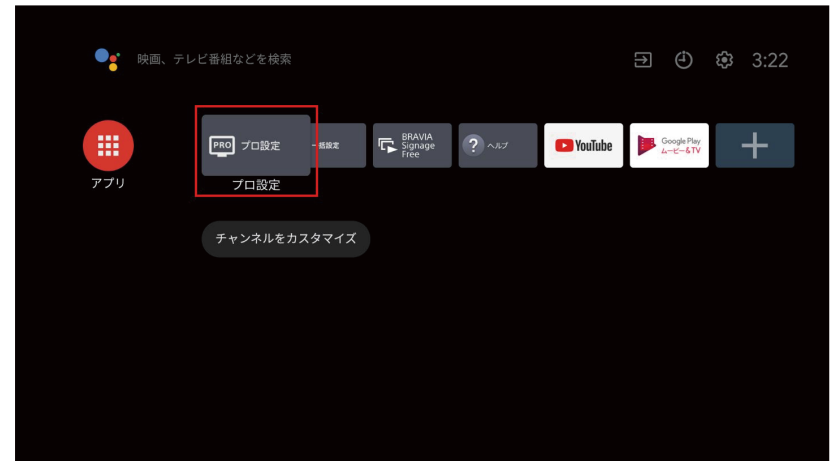 映画、テレビ番組などを検索
3:22
アプリ
PRO プロ設定
一括設定
BRAVIA
Signage
Free
? ヘルプ
YouTube
Google Play
ムービー&TV
プロ設定
チャンネルをカスタマイズ